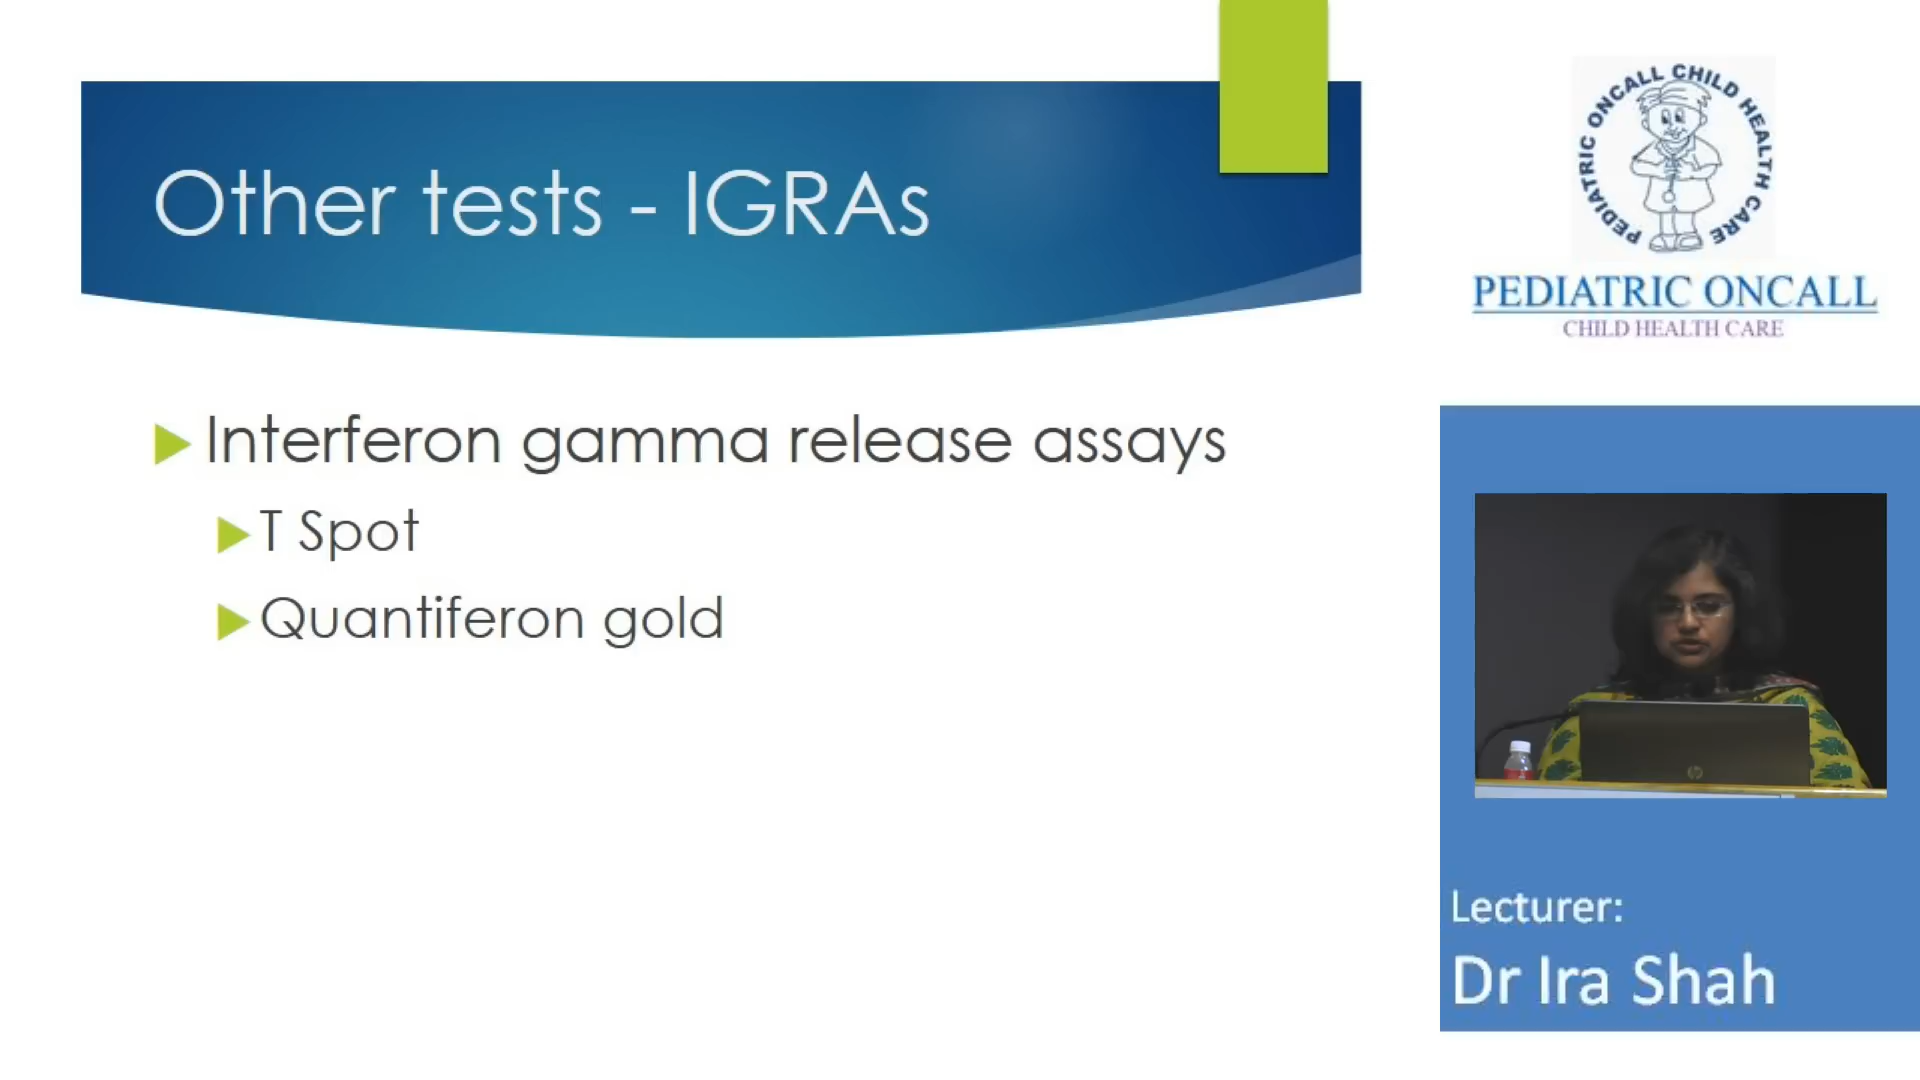 Other tests - IGRAs
Interferon gamma release assays
T Spot
Quantiferon gold
PEDIATRIC ONCALL CHILD HEALTH CARE
PEDIATRIC ONCALL
CHILD HEALTH CARE
hp
Lecturer:
Dr Ira Shah